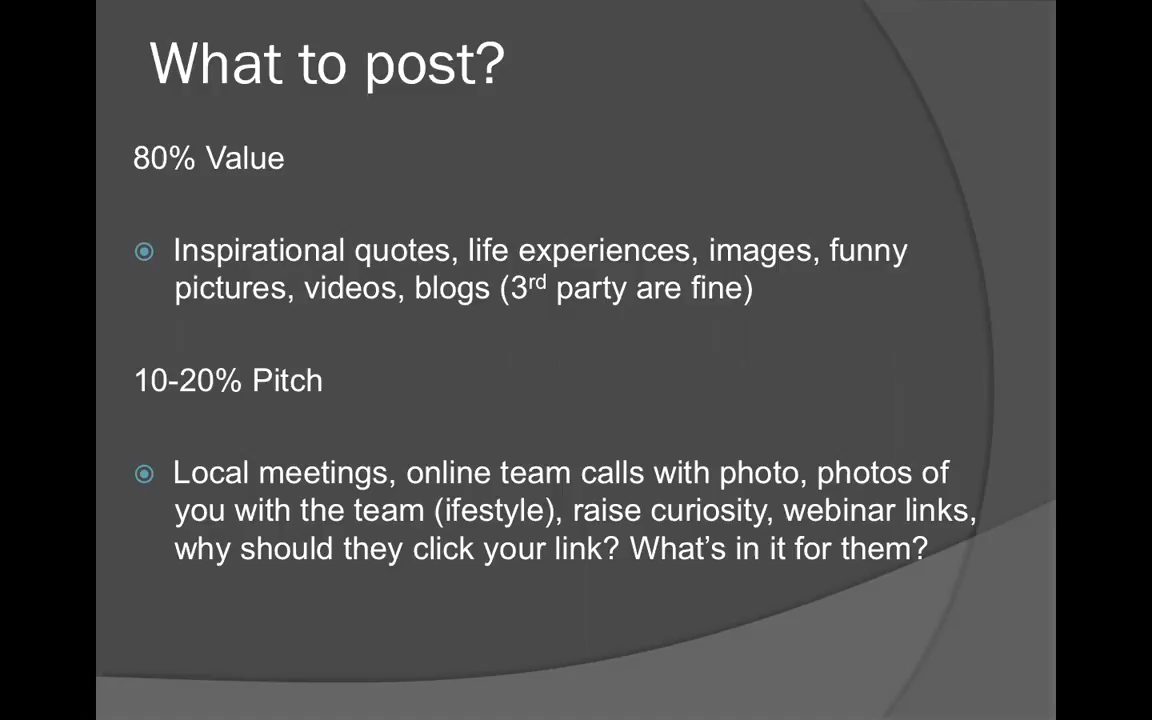 What to post?
80% Value
Inspirational quotes, life experiences, images, funny
pictures, videos, blogs (3rd party are fine)
10-20% Pitch
Local meetings, online team calls with photo, photos of
you with the team (ifestyle), raise curiosity, webinar links,
why should they click your link? What’s in it for them?